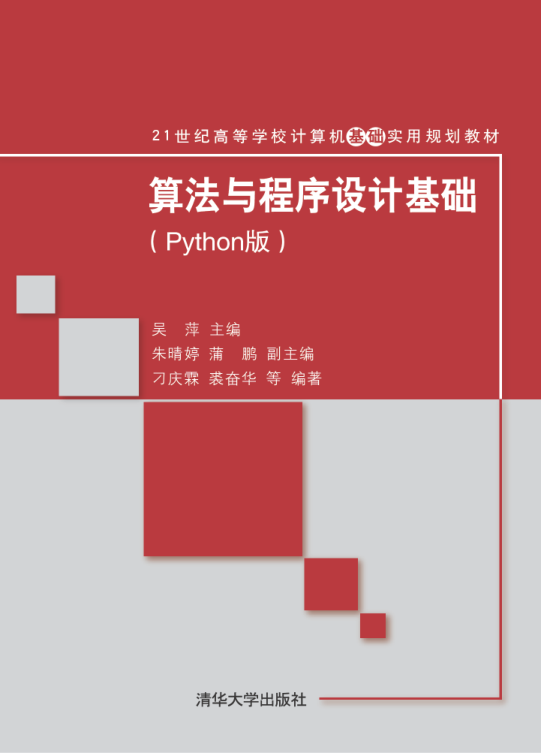 21世纪高等学校计算机基础实用规划教材
算法与程序设计基础
（Python版）
吴 萍 主编
朱晴婷 蒲 鹏 副主编
刁庆霖 裘奋华 等 编著
清华大学出版社